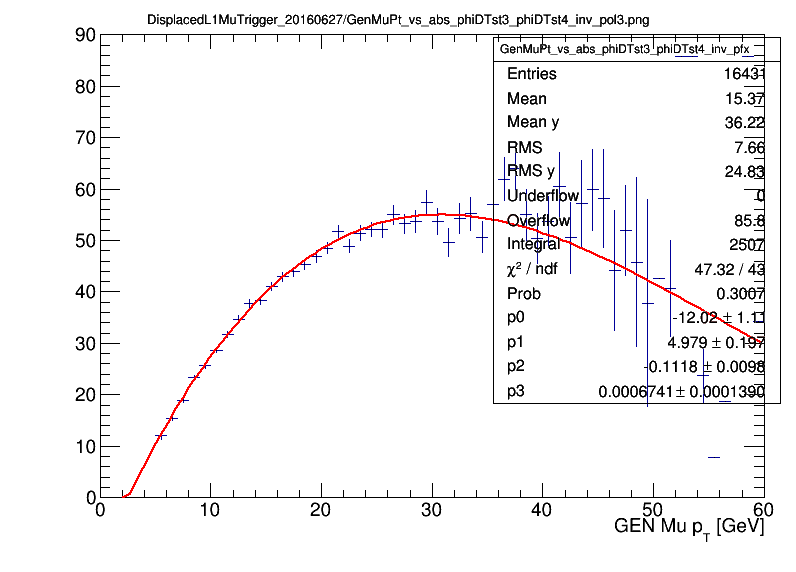 DisplacedL1MuTrigger_20160627/GenMuPt_vs_abs_phiDTst3_phiDTst4_inv_pol3.png
GenMuPt_vs_abs_phiDTst3_phiDTst4_inv_pfx
Entries 16431
Mean 15.37
Mean y 36.22
RMS 7.66
RMS y 24.83
Underflow 0
Overflow 85.8
Integral 2507
χ² / ndf 47.32 / 43
Prob 0.3007
p0 -12.02 ± 1.11
p1 4.979 ± 0.197
p2 -0.1118 ± 0.0098
p3 0.0006741 ± 0.0001390
90
80
70
60
50
40
30
20
10
0
0 10 20 30 40 50 60
GEN Mu p_T [GeV]